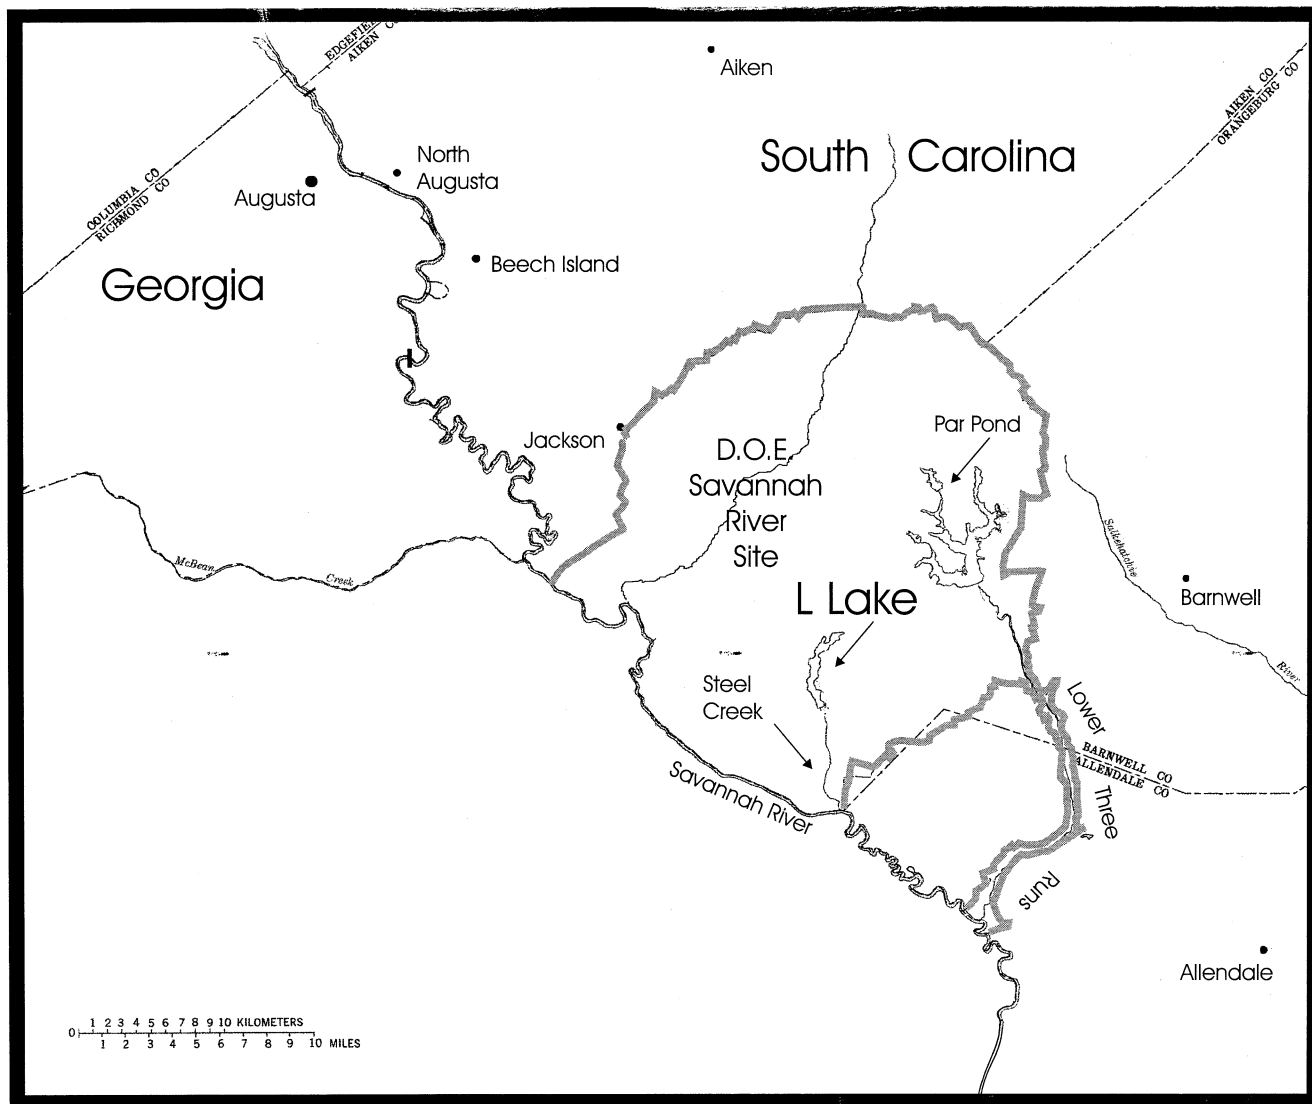 EDGEFIE
AIKEN C
Aiken
AIKEN CO
ORANGEBURG CO
South Carolina
North
Augusta
COLUMBIA CO
RICHMOND CO
Augusta
Beech Island
Georgia
Jackson
Par Pond
D.O.E.
Savannah
River
Site
Salkehatchie
River
McBean
Creek
Barnwell
L Lake
Steel
Creek
Lower
Three
Runs
BARNWELL CO
ALLENDALE CO
Savannah River
Allendale
1 2 3 4 5 6 7 8 9 10 KILOMETERS
0
1 2 3 4 5 6 7 8 9 10 MILES